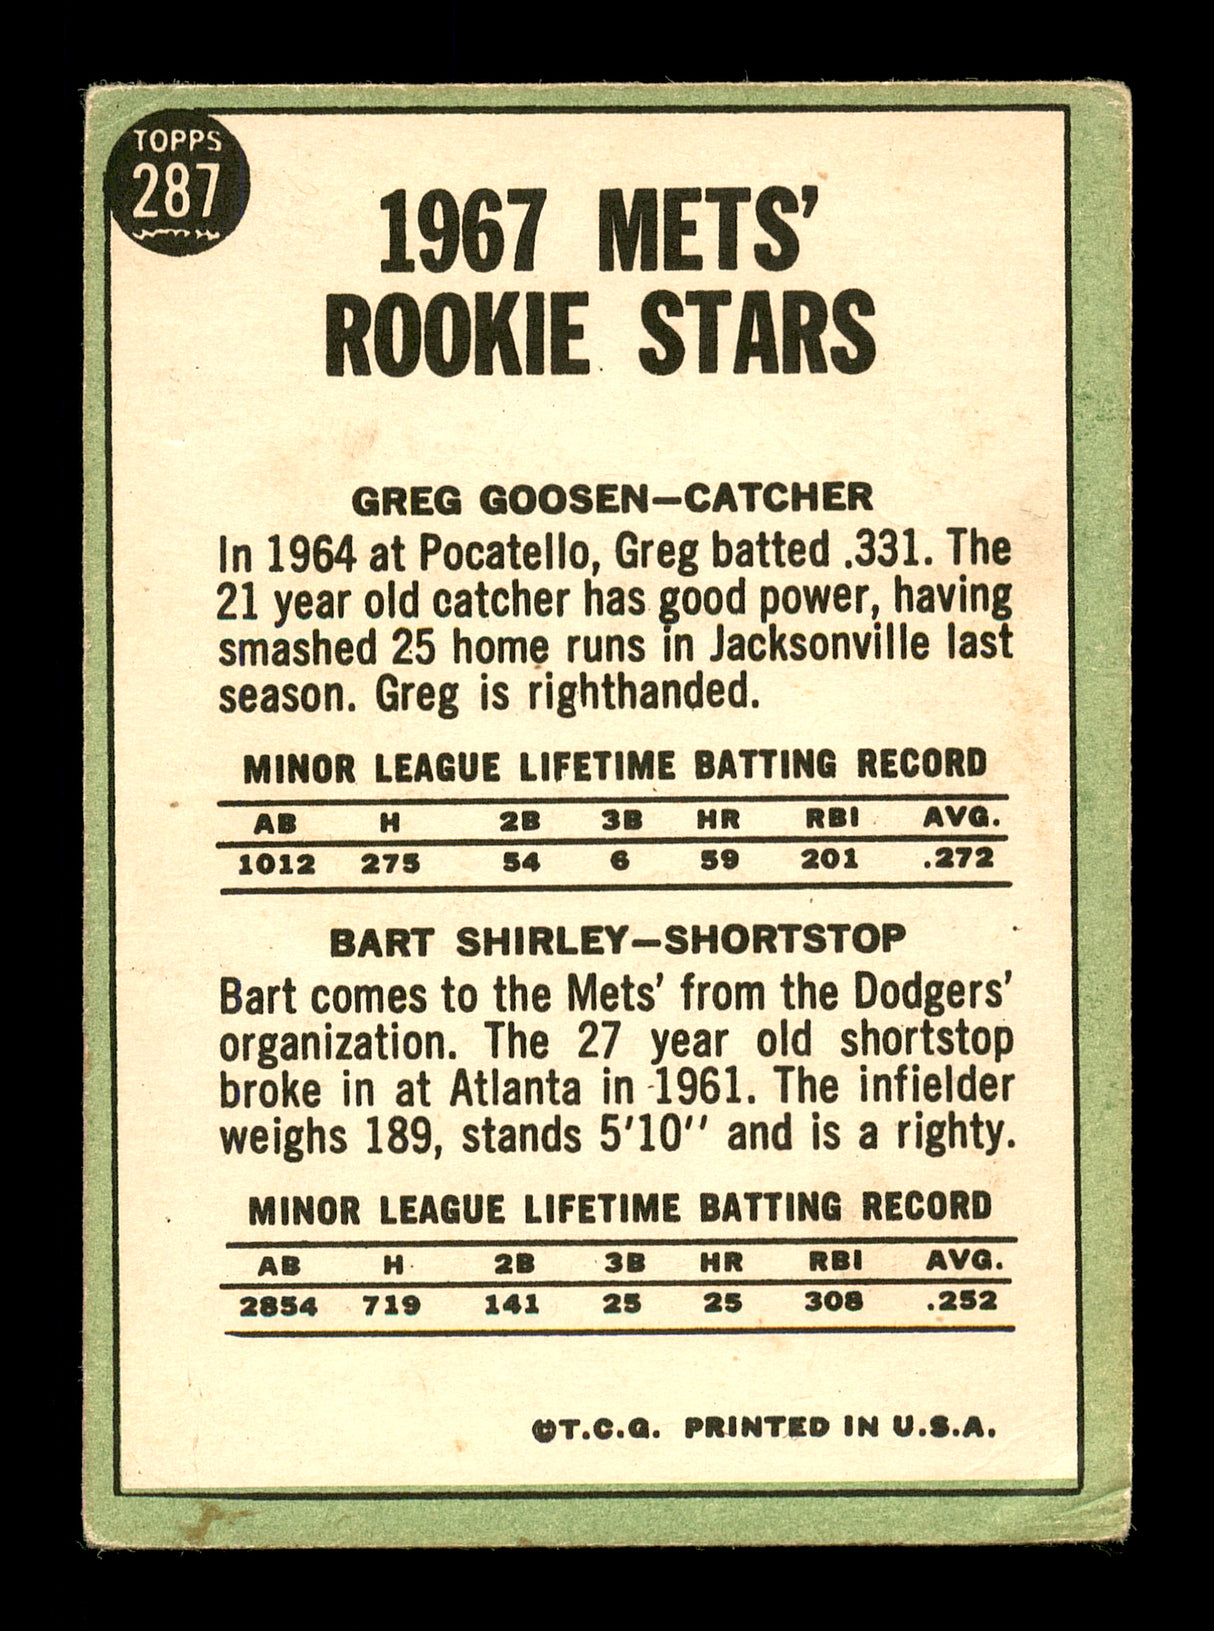 TOPPS
287
1967 METS'
ROOKIE STARS
GREG GOOSEN—CATCHER
In 1964 at Pocatello, Greg batted .331. The
21 year old catcher has good power, having
smashed 25 home runs in Jacksonville last
season. Greg is righthanded.
MINOR LEAGUE LIFETIME BATTING RECORD
AB H 2B 3B HR RBI AVG.
1012 275 54 6 59 201 .272
BART SHIRLEY—SHORTSTOP
Bart comes to the Mets' from the Dodgers'
organization. The 27 year old shortstop
broke in at Atlanta in 1961. The infielder
weighs 189, stands 5'10'' and is a righty.
MINOR LEAGUE LIFETIME BATTING RECORD
AB H 2B 3B HR RBI AVG.
2854 719 141 25 25 308 .252
©T.C.G. PRINTED IN U.S.A.